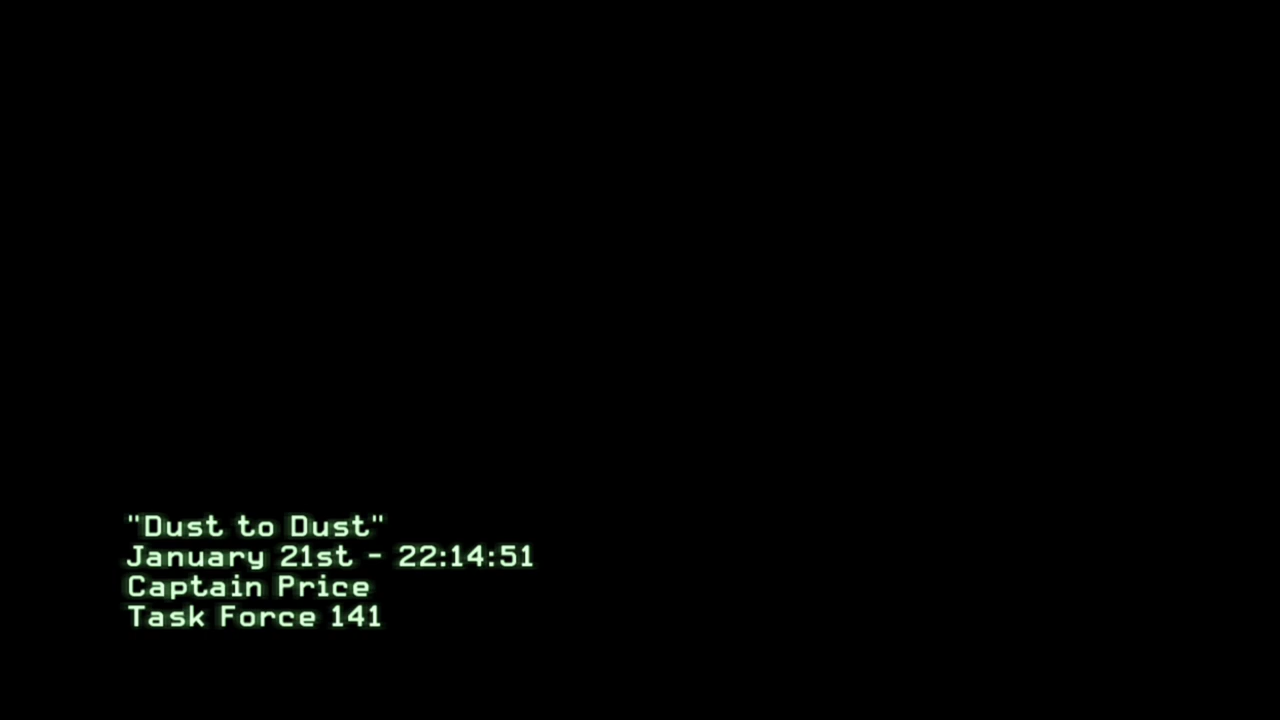 "Dust to Dust"
January 21st - 22:14:51
Captain Price
Task Force 141